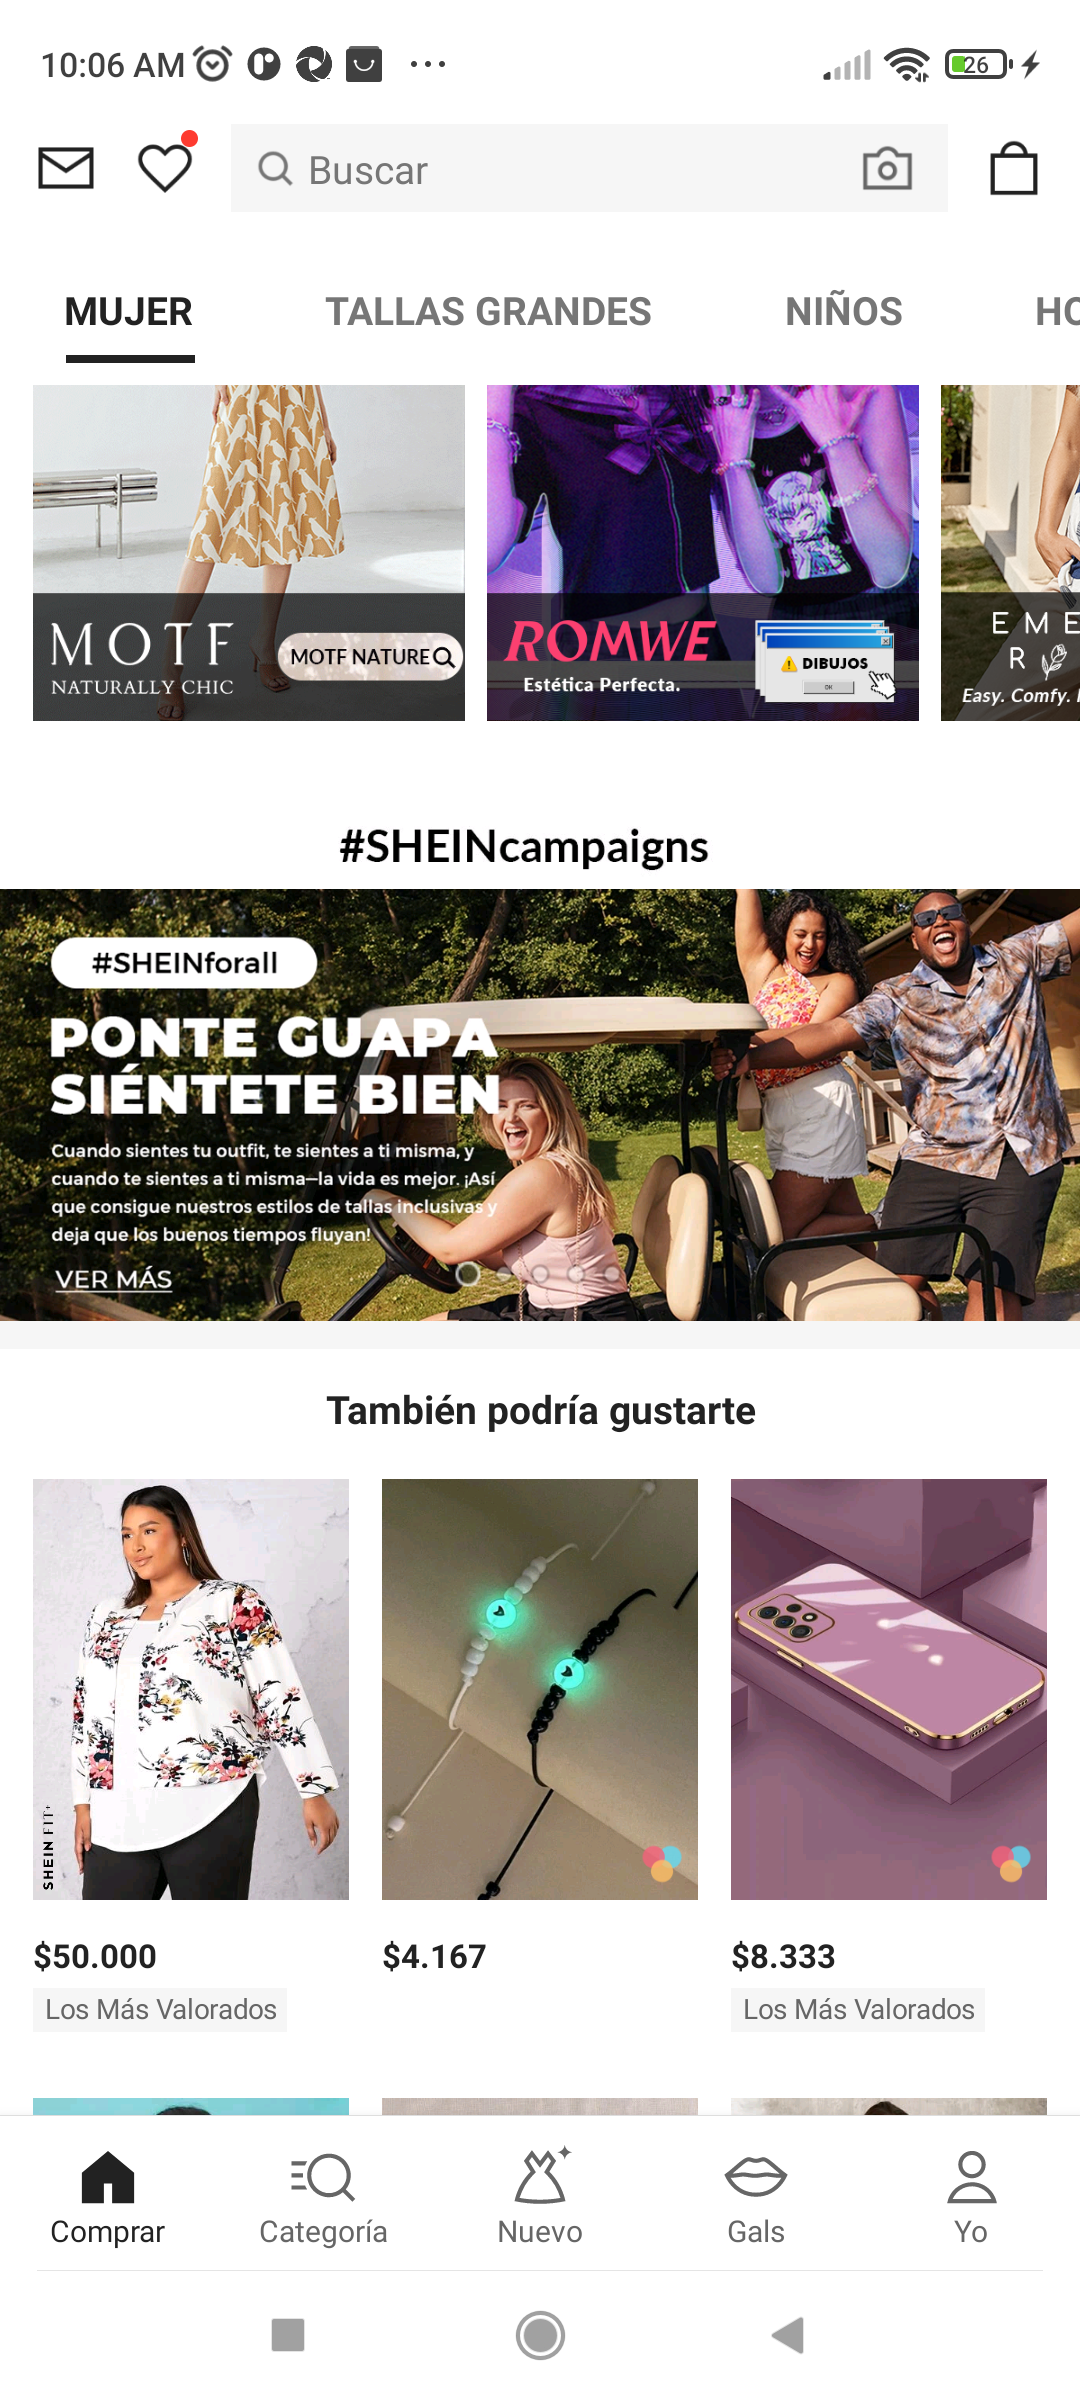 10:06 AM
26
Buscar
MUJER
TALLAS GRANDES
NIÑOS
MOTF
NATURALLY CHIC
MOTF NATURE
ROMWE
Estética Perfecta.
DIBUJOS
OK
Easy. Comfy.
#SHEINcampaigns
#SHEINforall
PONTE GUAPA
SIÉNTETE BIEN
Cuando sientes tu outfit, te sientes a ti misma, y
cuando te sientes a ti misma—la vida es mejor. ¡Así
que consigue nuestros estilos de tallas inclusivas y
deja que los buenos tiempos fluyan!
VER MÁS
También podría gustarte
SHEIN FIT+
$50.000
$4.167
$8.333
Los Más Valorados
Los Más Valorados
Comprar
Categoría
Nuevo
Gals
Yo